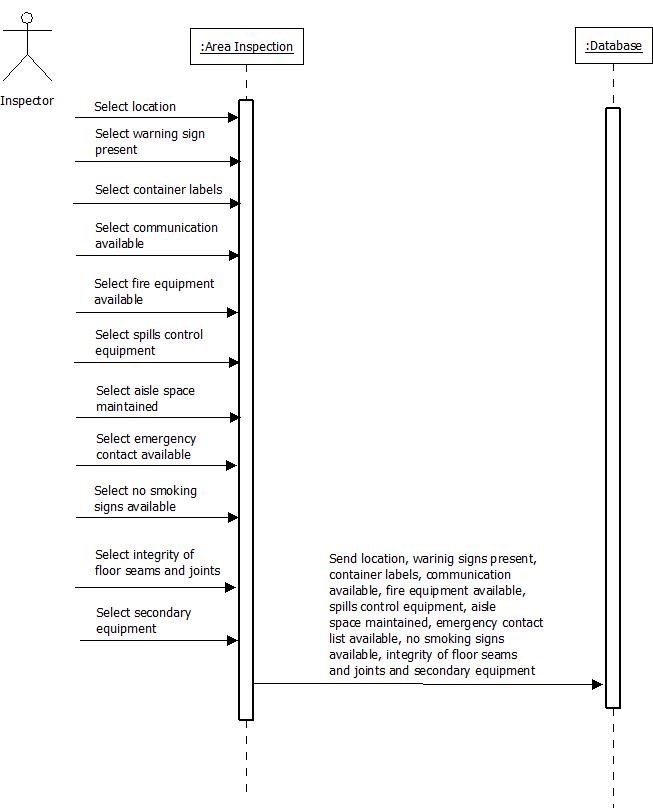 :Area Inspection
:Database
Inspector
Select location
Select warning sign
present
Select container labels
Select communication
available
Select fire equipment
available
Select spills control
equipment
Select aisle space
maintained
Select emergency
contact available
Select no smoking
signs available
Select integrity of
floor seams and joints
Select secondary
equipment
Send location, warinig signs present,
container labels, communication
available, fire equipment available,
spills control equipment, aisle
space maintained, emergency contact
list available, no smoking signs
available, integrity of floor seams
and joints and secondary equipment